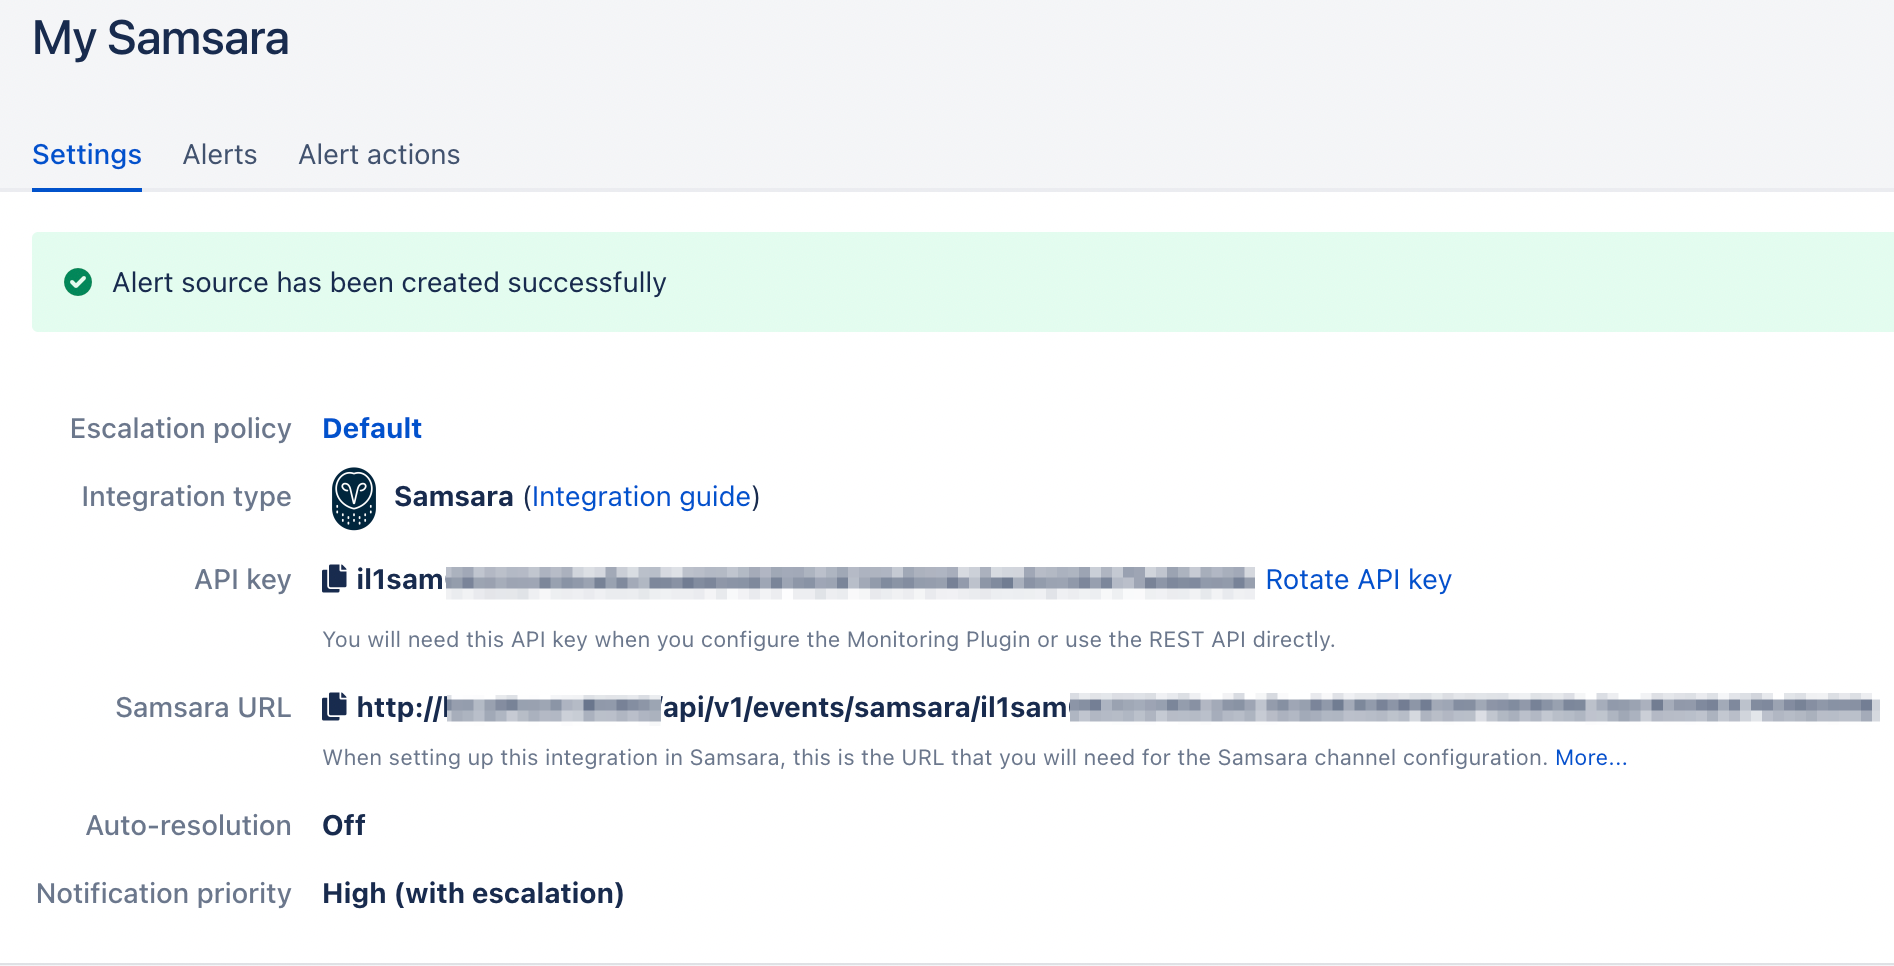 My Samsara
Settings Alerts Alert actions
Alert source has been created successfully
Escalation policy Default
Integration type Samsara (Integration guide)
API key il1sam Rotate API key
You will need this API key when you configure the Monitoring Plugin or use the REST API directly.
Samsara URL http:// /api/v1/events/samsara/il1sam
When setting up this integration in Samsara, this is the URL that you will need for the Samsara channel configuration. More...
Auto-resolution Off
Notification priority High (with escalation)